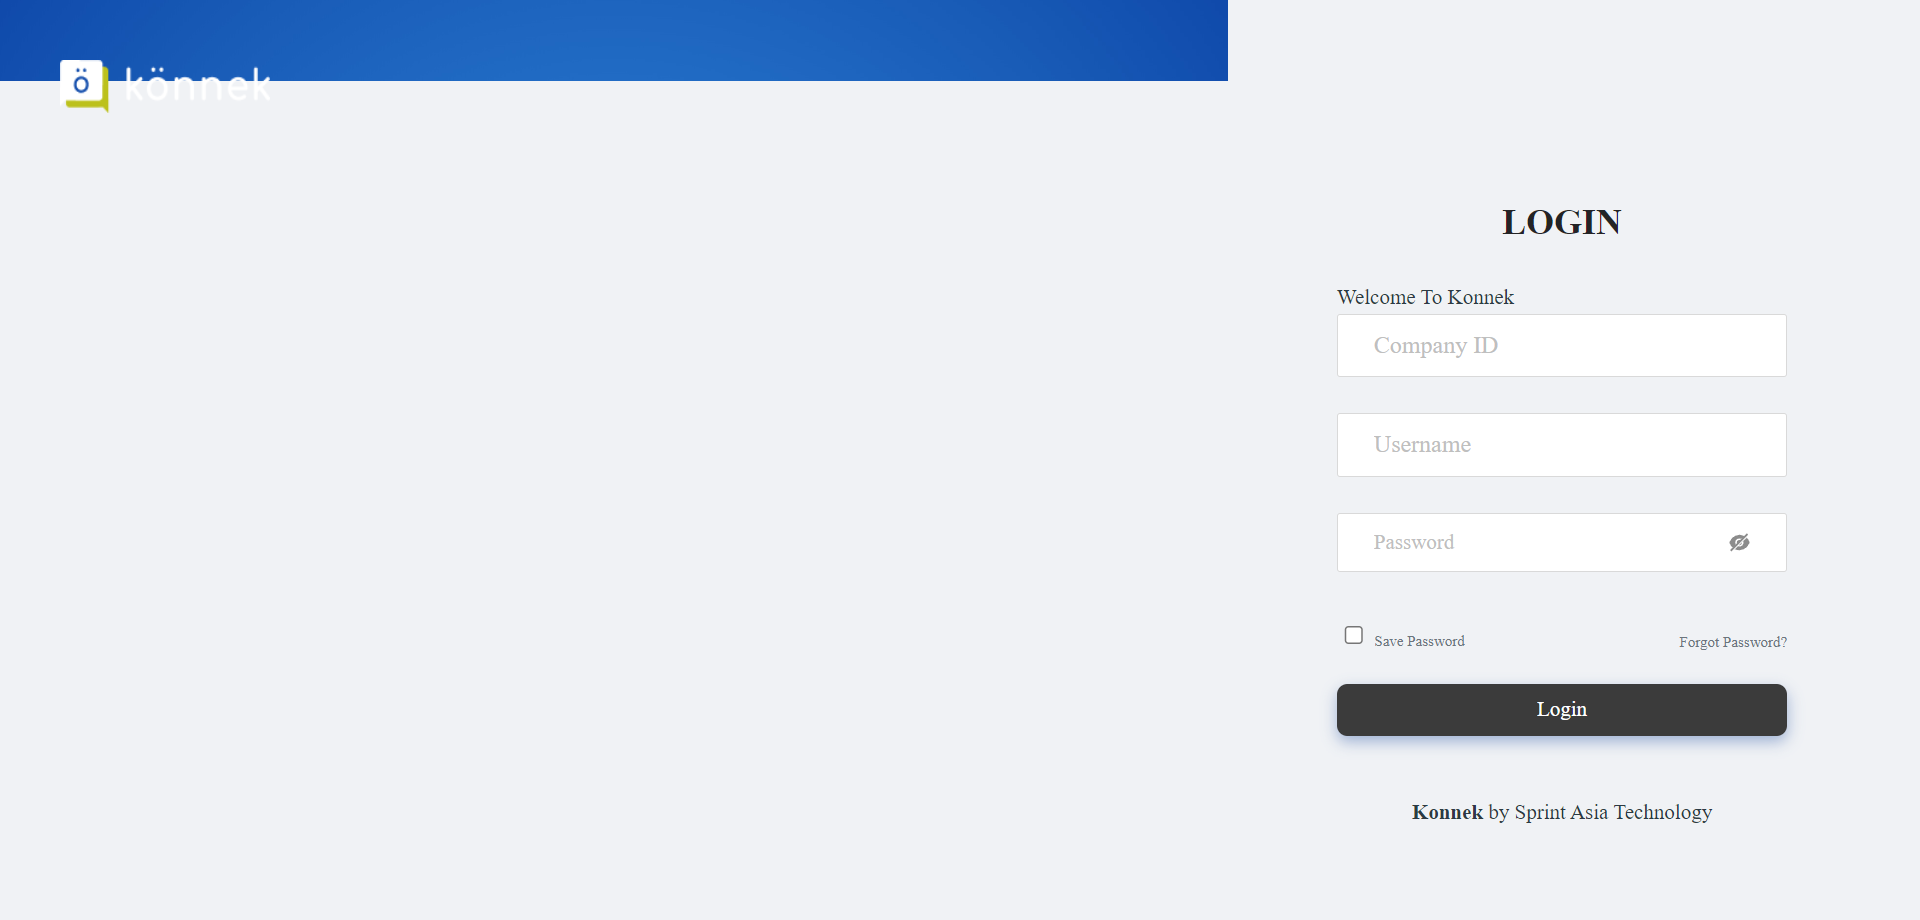 ö könnek
LOGIN
Welcome To Konnek
Company ID
Username
Password
Save Password
Forgot Password?
Login
Konnek by Sprint Asia Technology